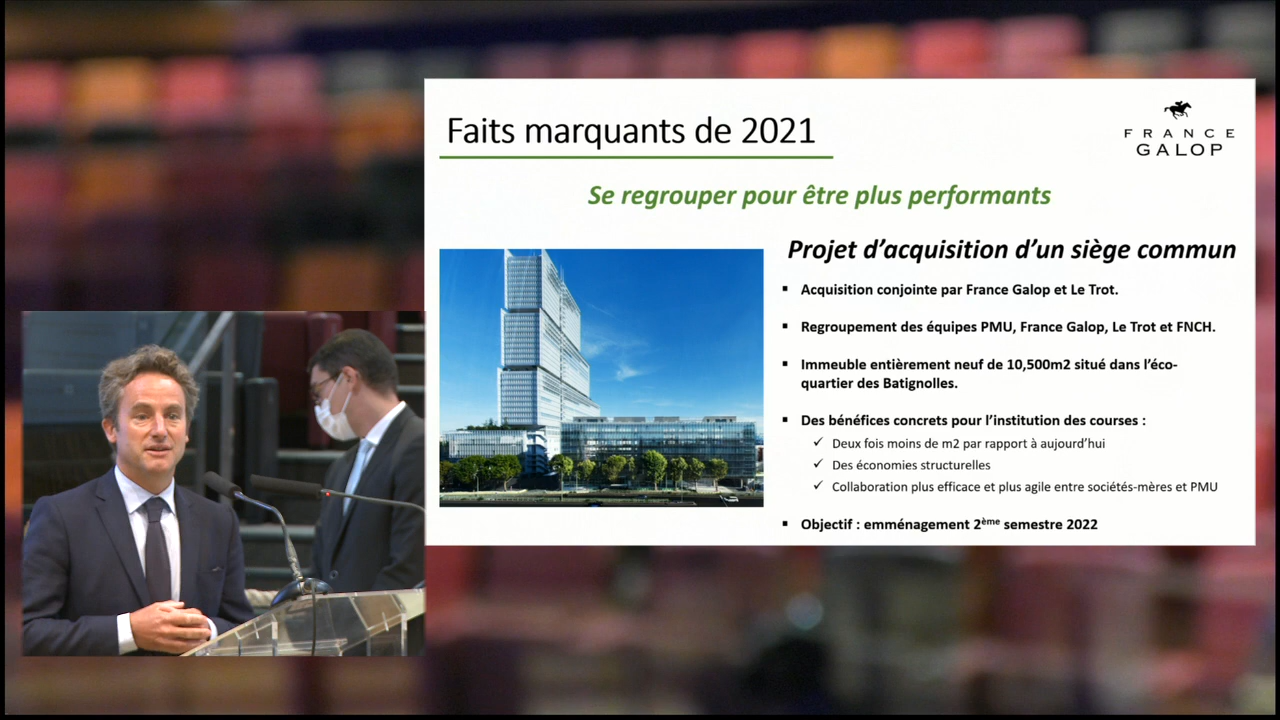 Faits marquants de 2021
FRANCE
GALOP
Se regrouper pour être plus performants
Projet d’acquisition d’un siège commun
▪ Acquisition conjointe par France Galop et Le Trot.
▪ Regroupement des équipes PMU, France Galop, Le Trot et FNCH.
▪ Immeuble entièrement neuf de 10,500m2 situé dans l’éco-
quartier des Batignolles.
▪ Des bénéfices concrets pour l’institution des courses :
✓ Deux fois moins de m2 par rapport à aujourd’hui
✓ Des économies structurelles
✓ Collaboration plus efficace et plus agile entre sociétés-mères et PMU
▪ Objectif : emménagement 2ème semestre 2022